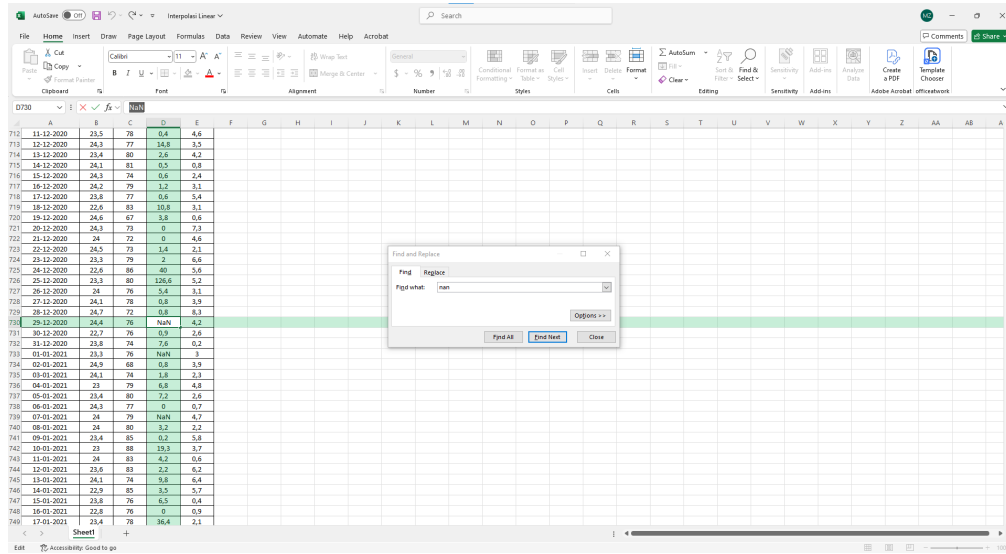 AutoSave Off Interpolasi Linear Search MZ
File Home Insert Draw Page Layout Formulas Data Review View Automate Help Acrobat Comments Share
Paste Cut Copy Format Painter Calibri 11 B I U Wrap Text Merge & Center General Conditional Formatting Format as Table Cell Styles Insert Delete Format AutoSum Fill Clear Sort & Filter Find & Select Sensitivity Add-ins Analyze Data Create a PDF Template Chooser
Clipboard Font Alignment Number Styles Cells Editing Sensitivity Add-ins Adobe Acrobat officeatwork
D730 fx NaN
A B C D E F G H I J K L M N O P Q R S T U V W X Y Z AA AB A
712 11-12-2020 23,5 78 0,4 4,6
713 12-12-2020 24,3 77 14,8 3,5
714 13-12-2020 23,4 80 2,6 4,2
715 14-12-2020 24,1 81 0,5 0,8
716 15-12-2020 24,3 74 0,6 2,4
717 16-12-2020 24,2 79 1,2 3,1
718 17-12-2020 23,8 77 0,6 5,4
719 18-12-2020 22,6 83 10,8 3,1
720 19-12-2020 24,6 67 3,8 0,6
721 20-12-2020 24,3 73 0 7,3
722 21-12-2020 24 72 0 4,6
723 22-12-2020 24,5 73 1,4 2,1
724 23-12-2020 23,3 79 2 6,6
725 24-12-2020 22,6 86 40 5,6
726 25-12-2020 23,3 80 126,6 5,2
727 26-12-2020 24 76 5,4 3,1
728 27-12-2020 24,1 78 0,8 3,9
729 28-12-2020 24,7 72 0,8 8,3
730 29-12-2020 24,4 76 NaN 4,2
731 30-12-2020 22,7 76 0,9 2,6
732 31-12-2020 23,8 74 7,6 0,2
733 01-01-2021 23,3 76 NaN 3
734 02-01-2021 24,9 68 0,8 3,9
735 03-01-2021 24,1 74 1,8 2,3
736 04-01-2021 23 79 6,8 4,8
737 05-01-2021 23,4 80 7,2 2,6
738 06-01-2021 24,3 77 0 0,7
739 07-01-2021 24 79 NaN 4,7
740 08-01-2021 24 80 3,2 2,2
741 09-01-2021 23,4 85 0,2 5,8
742 10-01-2021 23 88 19,3 3,7
743 11-01-2021 24 83 4,2 0,6
744 12-01-2021 23,6 83 2,2 6,2
745 13-01-2021 24,1 74 9,8 6,4
746 14-01-2021 22,9 85 3,5 5,7
747 15-01-2021 23,8 76 6,5 0,4
748 16-01-2021 22,8 76 0 0,9
749 17-01-2021 23,4 78 36,4 2,1
Find and Replace
Find Replace
Find what: nan
Options >>
Find All Find Next Close
Sheet1
Edit Accessibility: Good to go